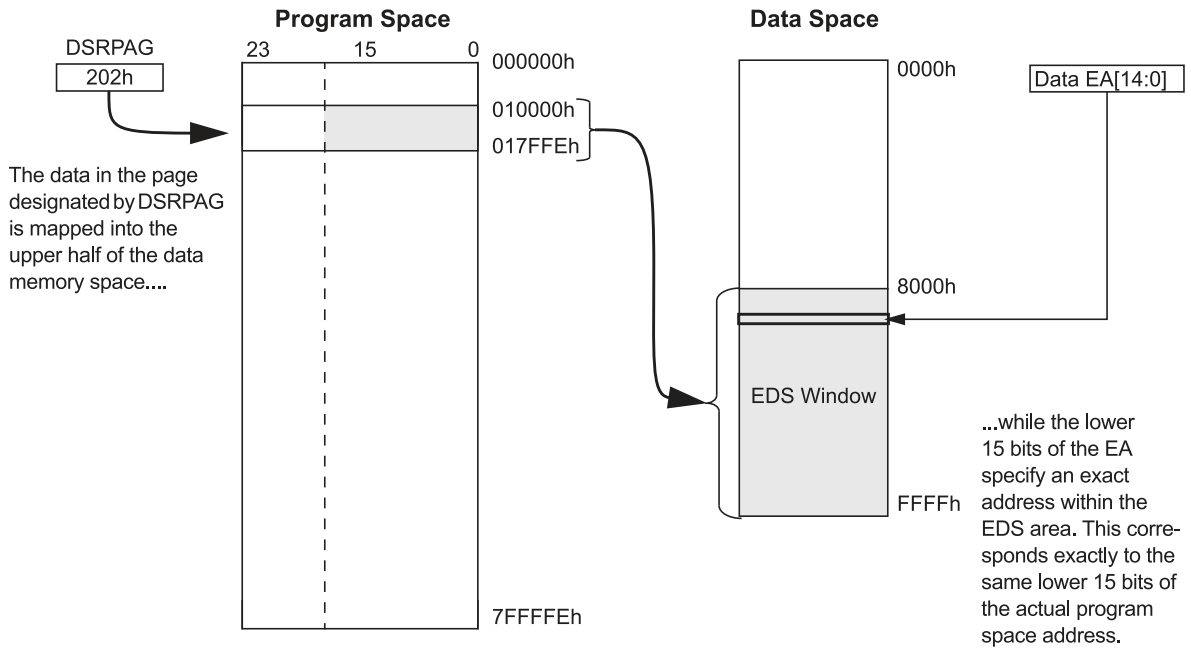 Program Space
Data Space
DSRPAG
202h
23 15 0
000000h
010000h
017FFEh
7FFFFEh
The data in the page
designated by DSRPAG
is mapped into the
upper half of the data
memory space....
0000h
8000h
EDS Window
FFFFh
Data EA[14:0]
...while the lower
15 bits of the EA
specify an exact
address within the
EDS area. This corre-
sponds exactly to the
same lower 15 bits of
the actual program
space address.